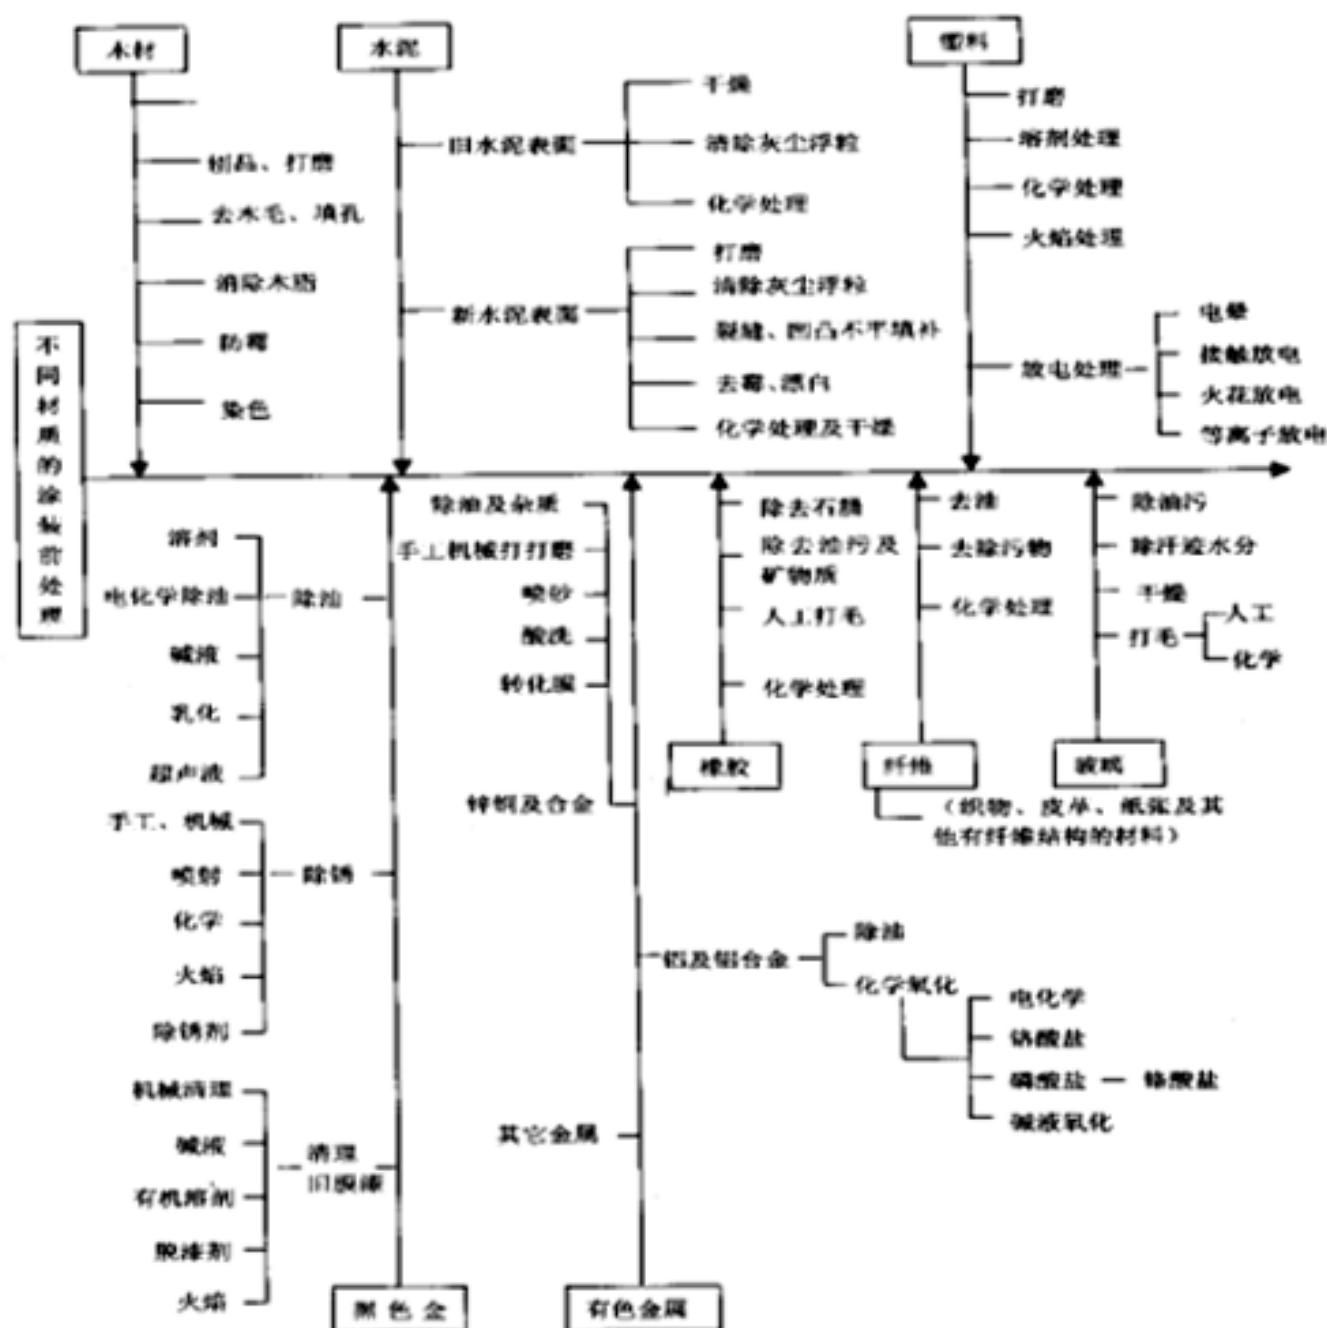 木材
水泥
塑料
打磨
去木毛、填孔
消除木脂
防霉
染色
旧水泥表面
干燥
清除灰尘浮粒
化学处理
新水泥表面
打磨
清除灰尘浮粒
裂缝、凹凸不平填补
去霉、漂白
化学处理及干燥
打磨
溶剂处理
化学处理
火焰处理
放电处理
电晕
接触放电
火花放电
等离子放电
不同材质的涂装前处理
溶剂
电化学除油
碱液
乳化
超声液
除油
手工、机械
喷射
化学
火焰
除锈剂
除锈
机械清理
碱液
有机溶剂
脱漆剂
火焰
清理
旧膜漆
黑色金
除油及杂质
手工机械打打磨
喷砂
酸洗
转化膜
锌铜及合金
铝及铝合金
除油
化学氧化
电化学
铬酸盐
磷酸盐
铬酸盐
碱液氧化
其它金属
有色金属
除去油污及
矿物质
人工打毛
化学处理
橡胶
去油
去除污物
化学处理
纤维
（织物、皮革、纸张及其
他有纤维结构的材料）
除油污
除汗迹水分
干燥
打毛
人工
化学
玻璃